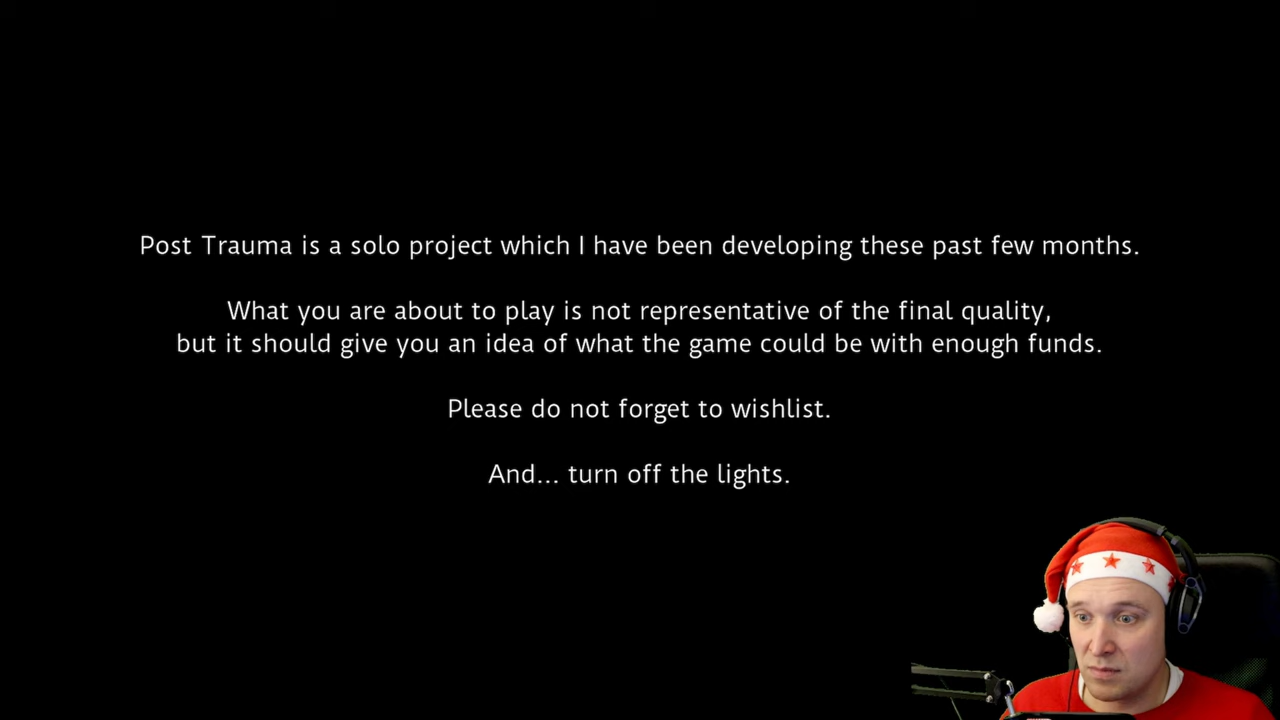 Post Trauma is a solo project which I have been developing these past few months.
What you are about to play is not representative of the final quality,
but it should give you an idea of what the game could be with enough funds.
Please do not forget to wishlist.
And... turn off the lights.